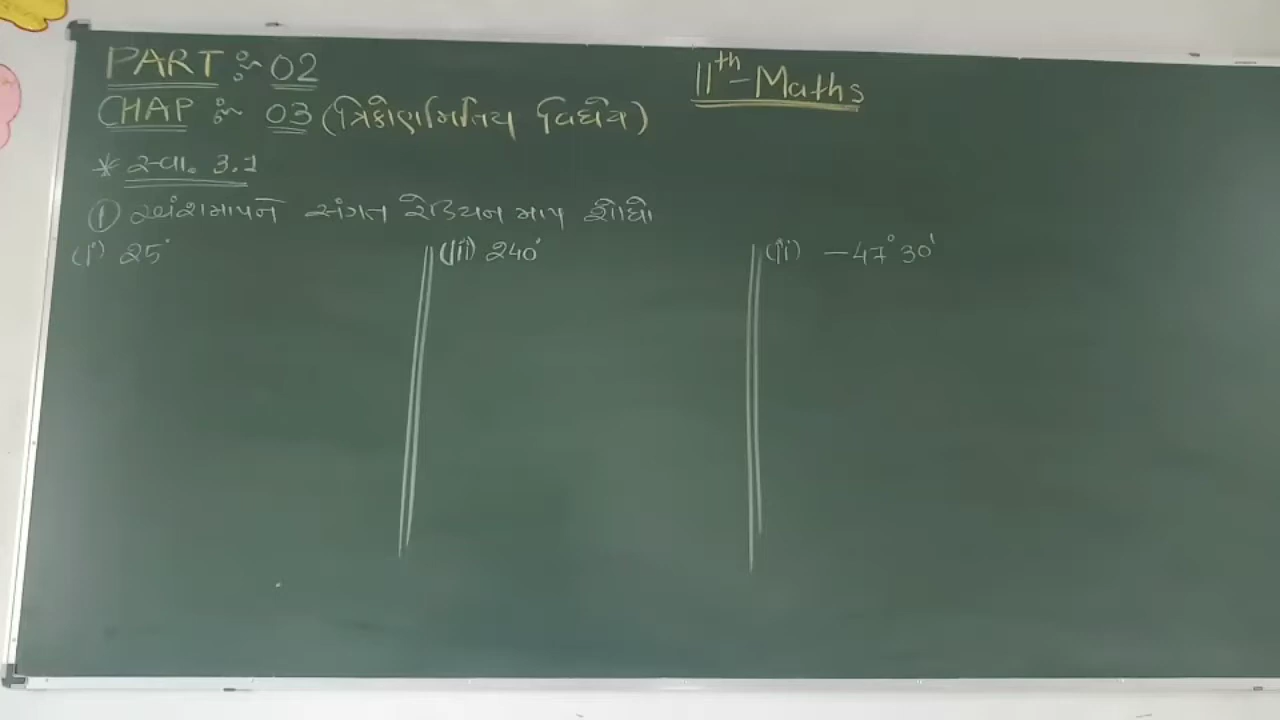 PART :~ 02
11th - Maths
CHAP :~ 03 (ત્રિકોણમિતિય વિધેય)
* સ્વા. 3.1
① અંશમાપને સંગત રેડિયન માપ શોધો
(i) 25° (iii) 240° (ii) -47° 30'